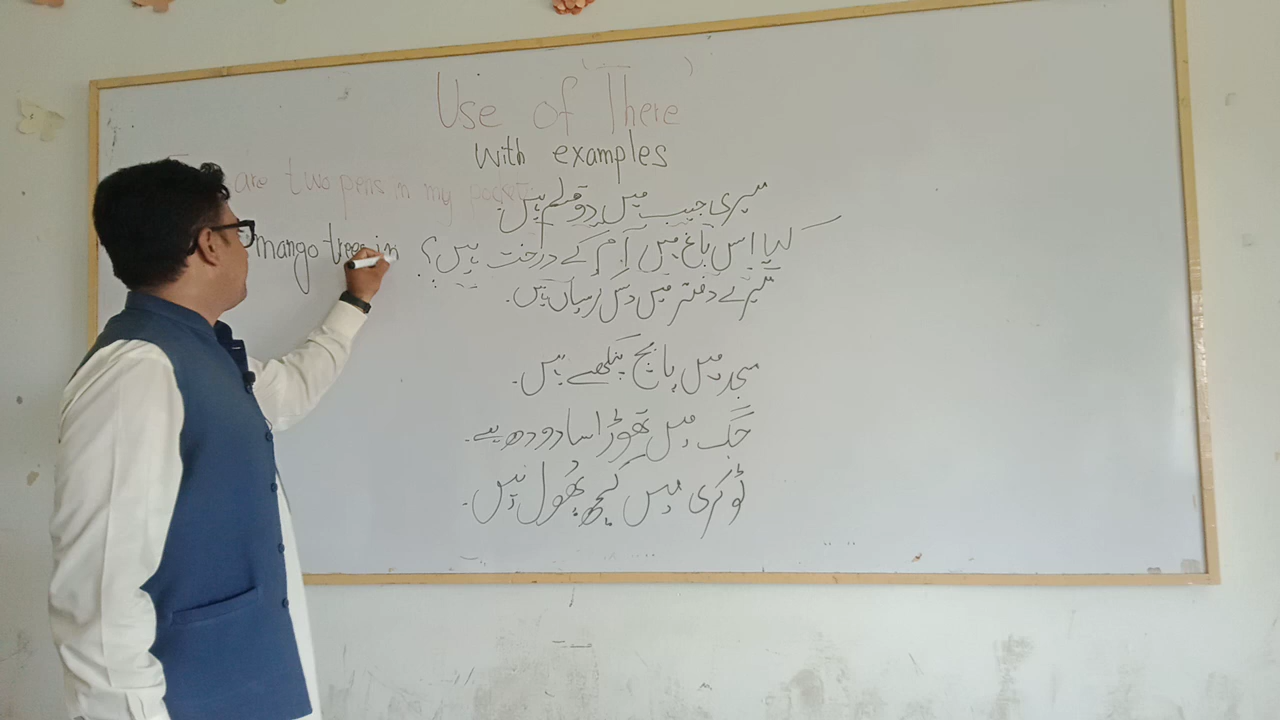 Use of There
with examples
are two pens in my pocket.
میری جیب میں دو قلم ہیں۔
mango trees in
کیا اس باغ میں آم کے درخت ہیں؟
میرے دفتر میں دس کرسیاں ہیں۔
مسجد میں پانچ پنکھے ہیں۔
جگ میں تھوڑا سا دودھ ہے۔
ٹوکری میں کچھ پھول ہیں۔